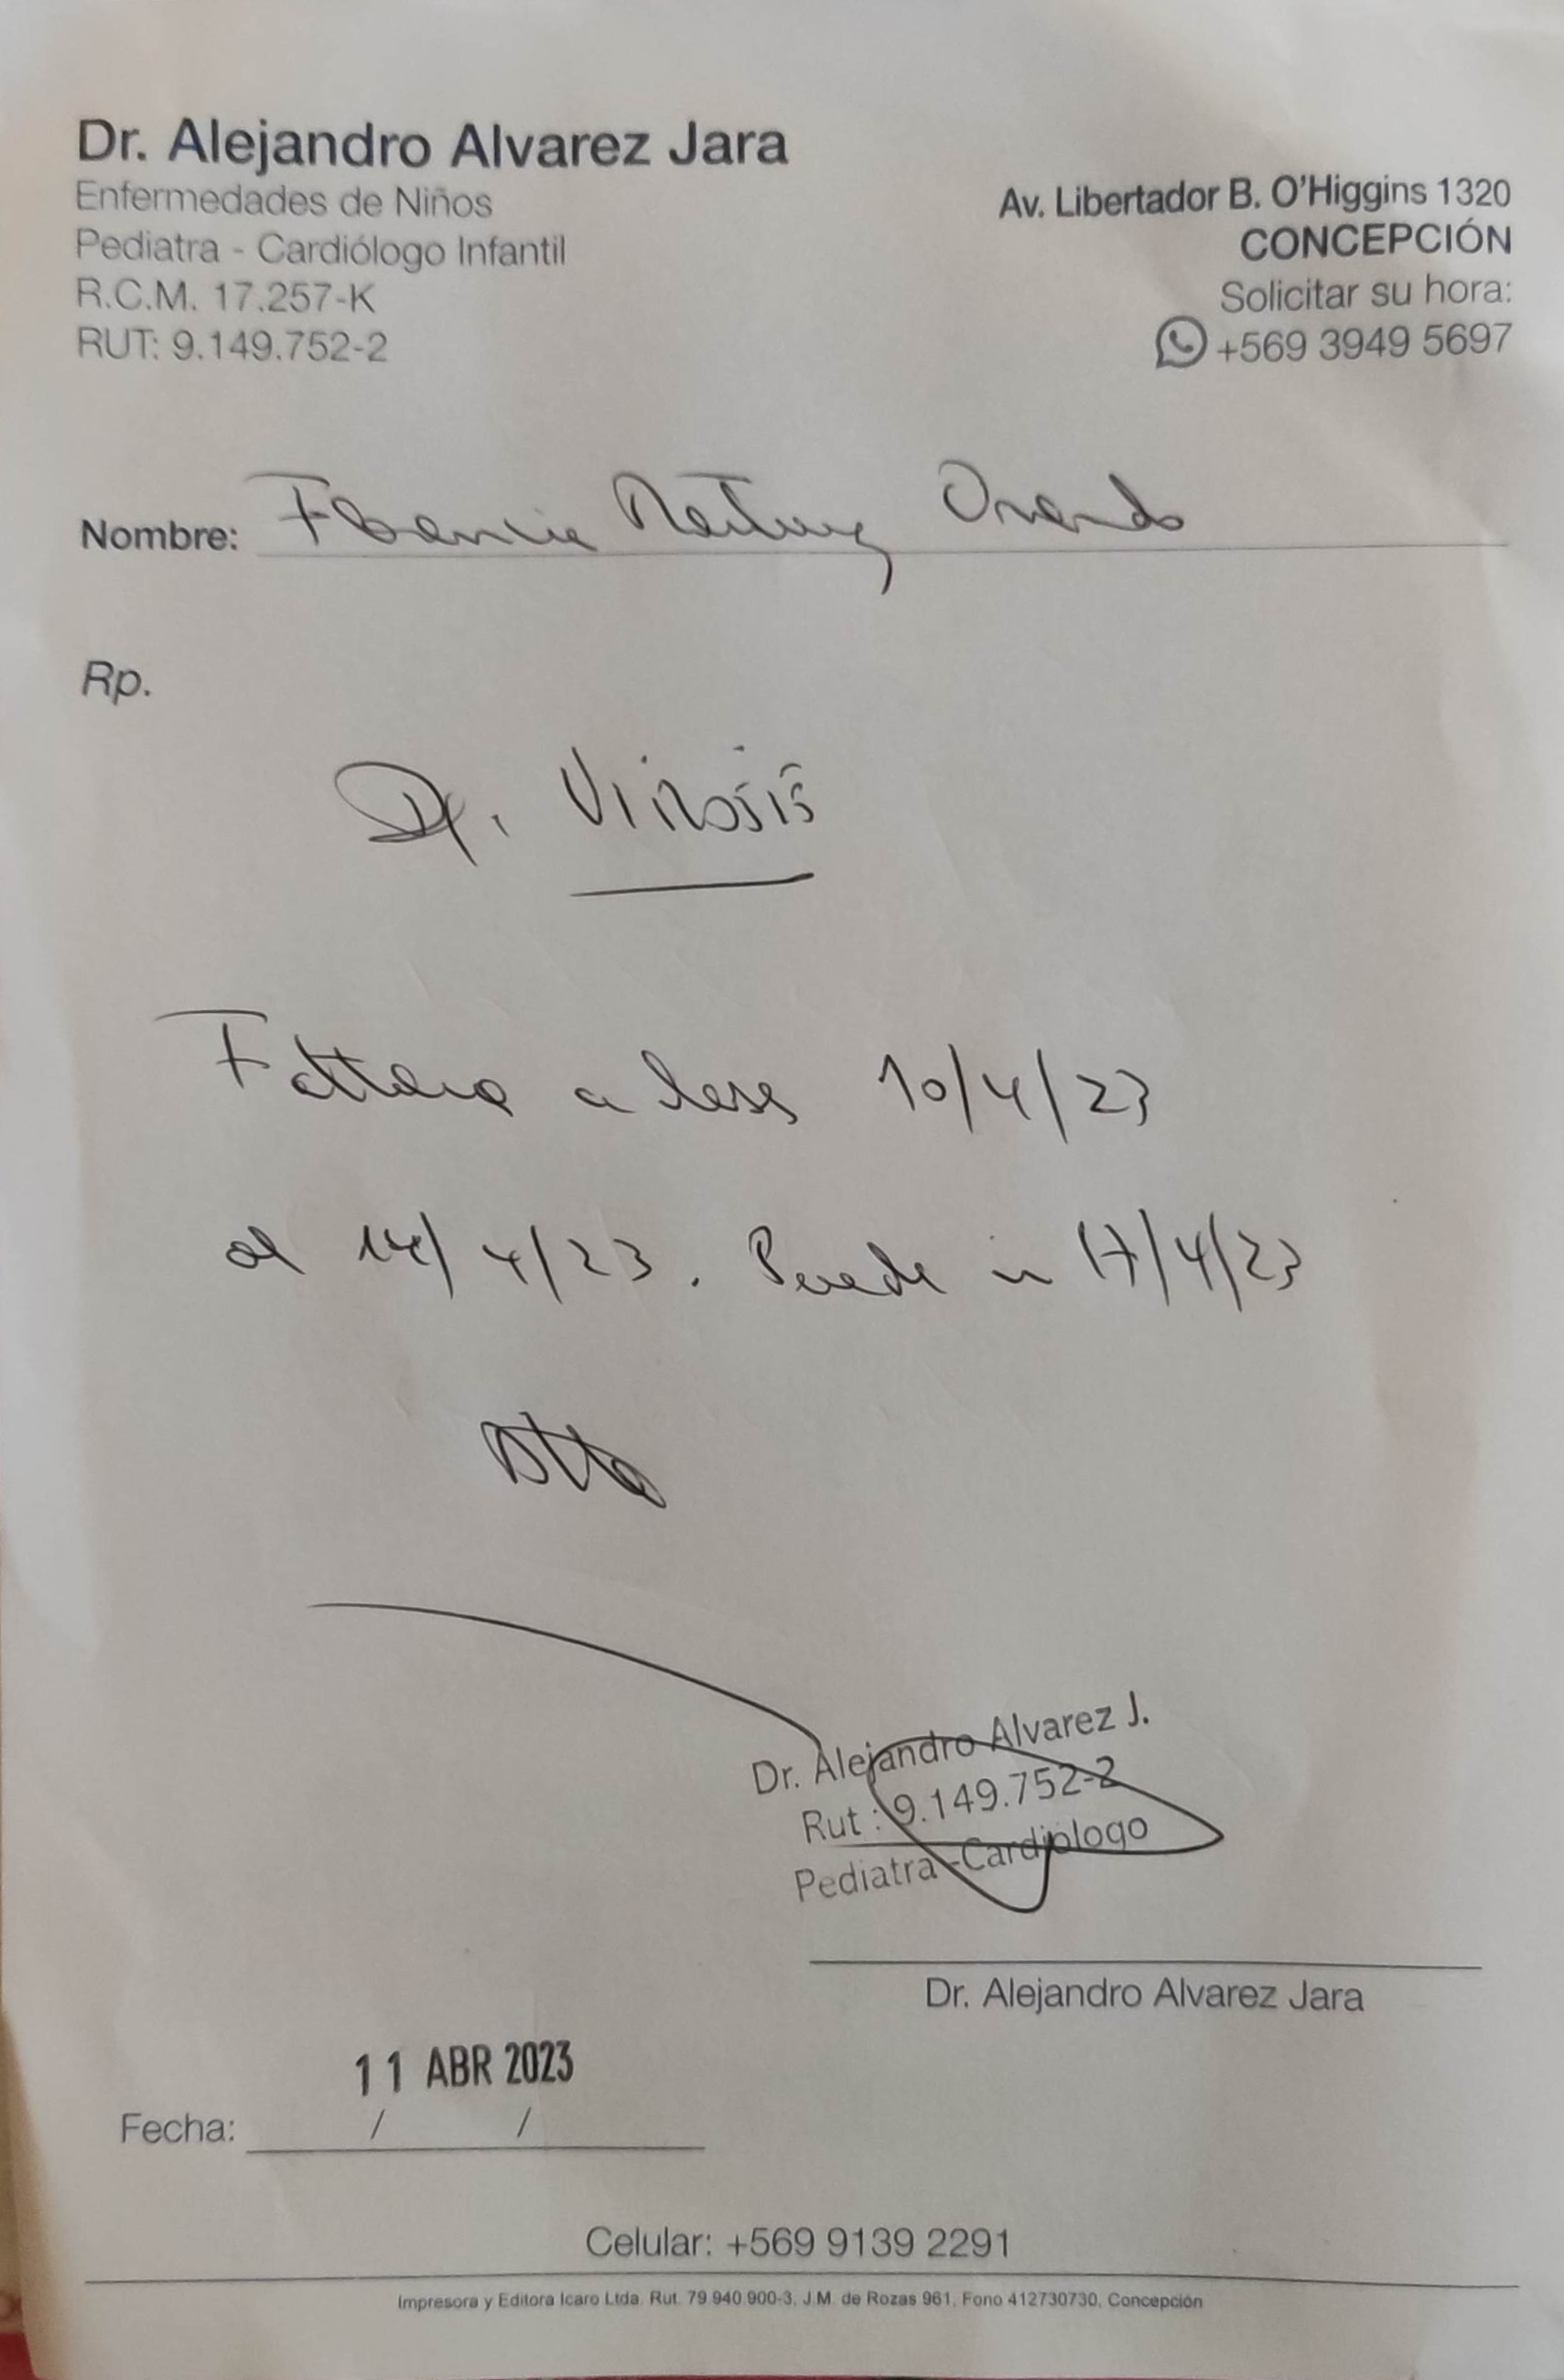 Dr. Alejandro Alvarez Jara
Enfermedades de Niños
Pediatra - Cardiólogo Infantil
R.C.M. 17.257-K
RUT: 9.149.752-2
Av. Libertador B. O'Higgins 1320
CONCEPCIÓN
Solicitar su hora:
+569 3949 5697
Nombre: Florencia Martinez
Rp.
Dg. Virosis
a 10/4/23
al 14/4/23. Puede ir 17/4/23
Dr. Alejandro Alvarez J.
Rut : 9.149.752-2
Pediatra -Cardiologo
Dr. Alejandro Alvarez Jara
11 ABR 2023
Fecha: / /
Celular: +569 9139 2291
Impresora y Editora Icaro Ltda. Rut. 79.940.900-3, J.M. de Rozas 961, Fono 412730730, Concepción